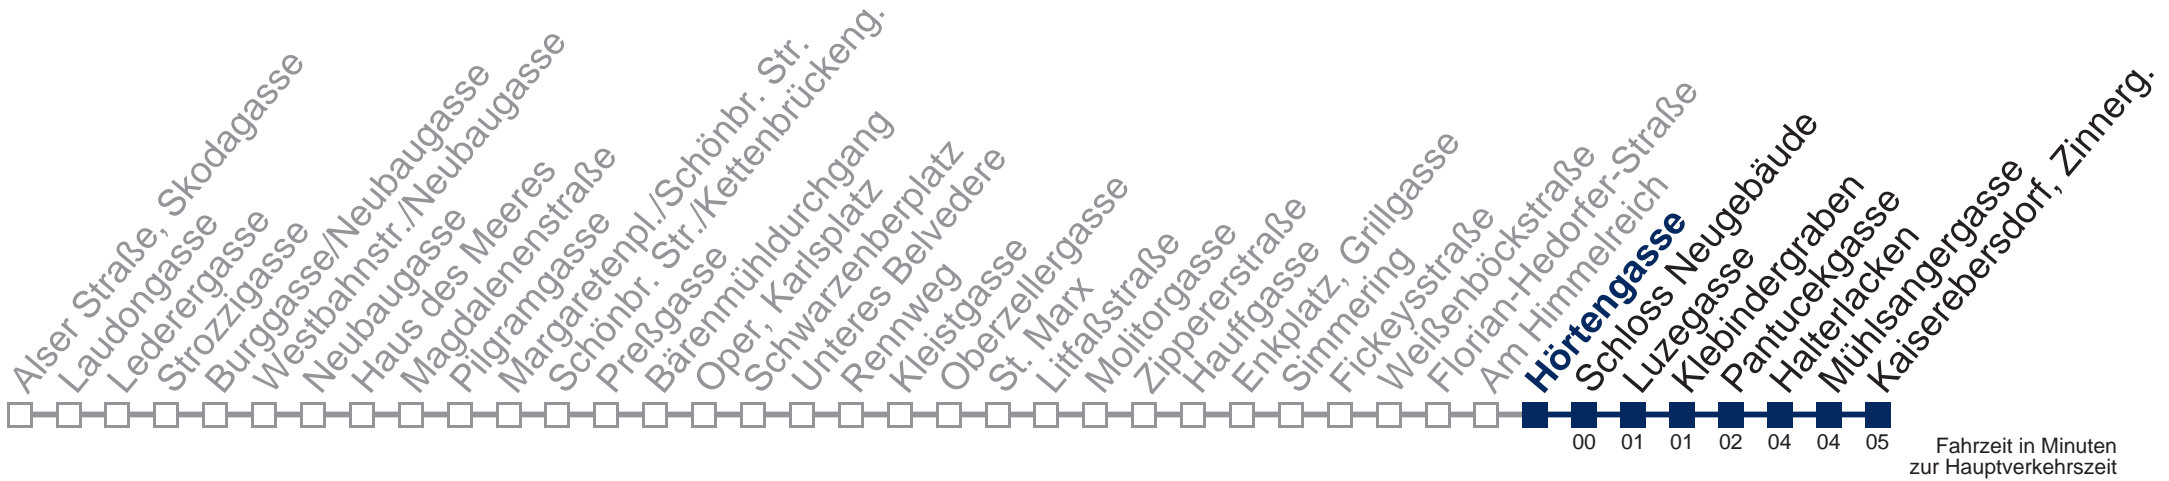 Alser Straße, Skodagasse
Laudongasse
Lederergasse
Strozzigasse
Burggasse/Neubaugasse
Westbahnstr./Neubaugasse
Neubaugasse
Haus des Meeres
Magdalenenstraße
Pilgramgasse
Margaretenpl./Schönbr. Str.
Schönbr. Str./Kettenbrückeng.
Preßgasse
Bärenmühldurchgang
Oper, Karlsplatz
Schwarzenbergplatz
Unteres Belvedere
Rennweg
Kleistgasse
Oberzellergasse
St. Marx
Litfaßstraße
Molitorgasse
Zippererstraße
Hauffgasse
Enkplatz, Grillgasse
Simmering
Fickeysstraße
Weißenböckstraße
Florian-Hedorfer-Straße
Am Himmelreich
Hörtengasse
Schloss Neugebäude
Luzegasse
Klebindergraben
Pantucekgasse
Halterlacken
Mühlsangergasse
Kaiserebersdorf, Zinnerg.
00 01 01 02 04 04 05
Fahrzeit in Minuten
zur Hauptverkehrszeit